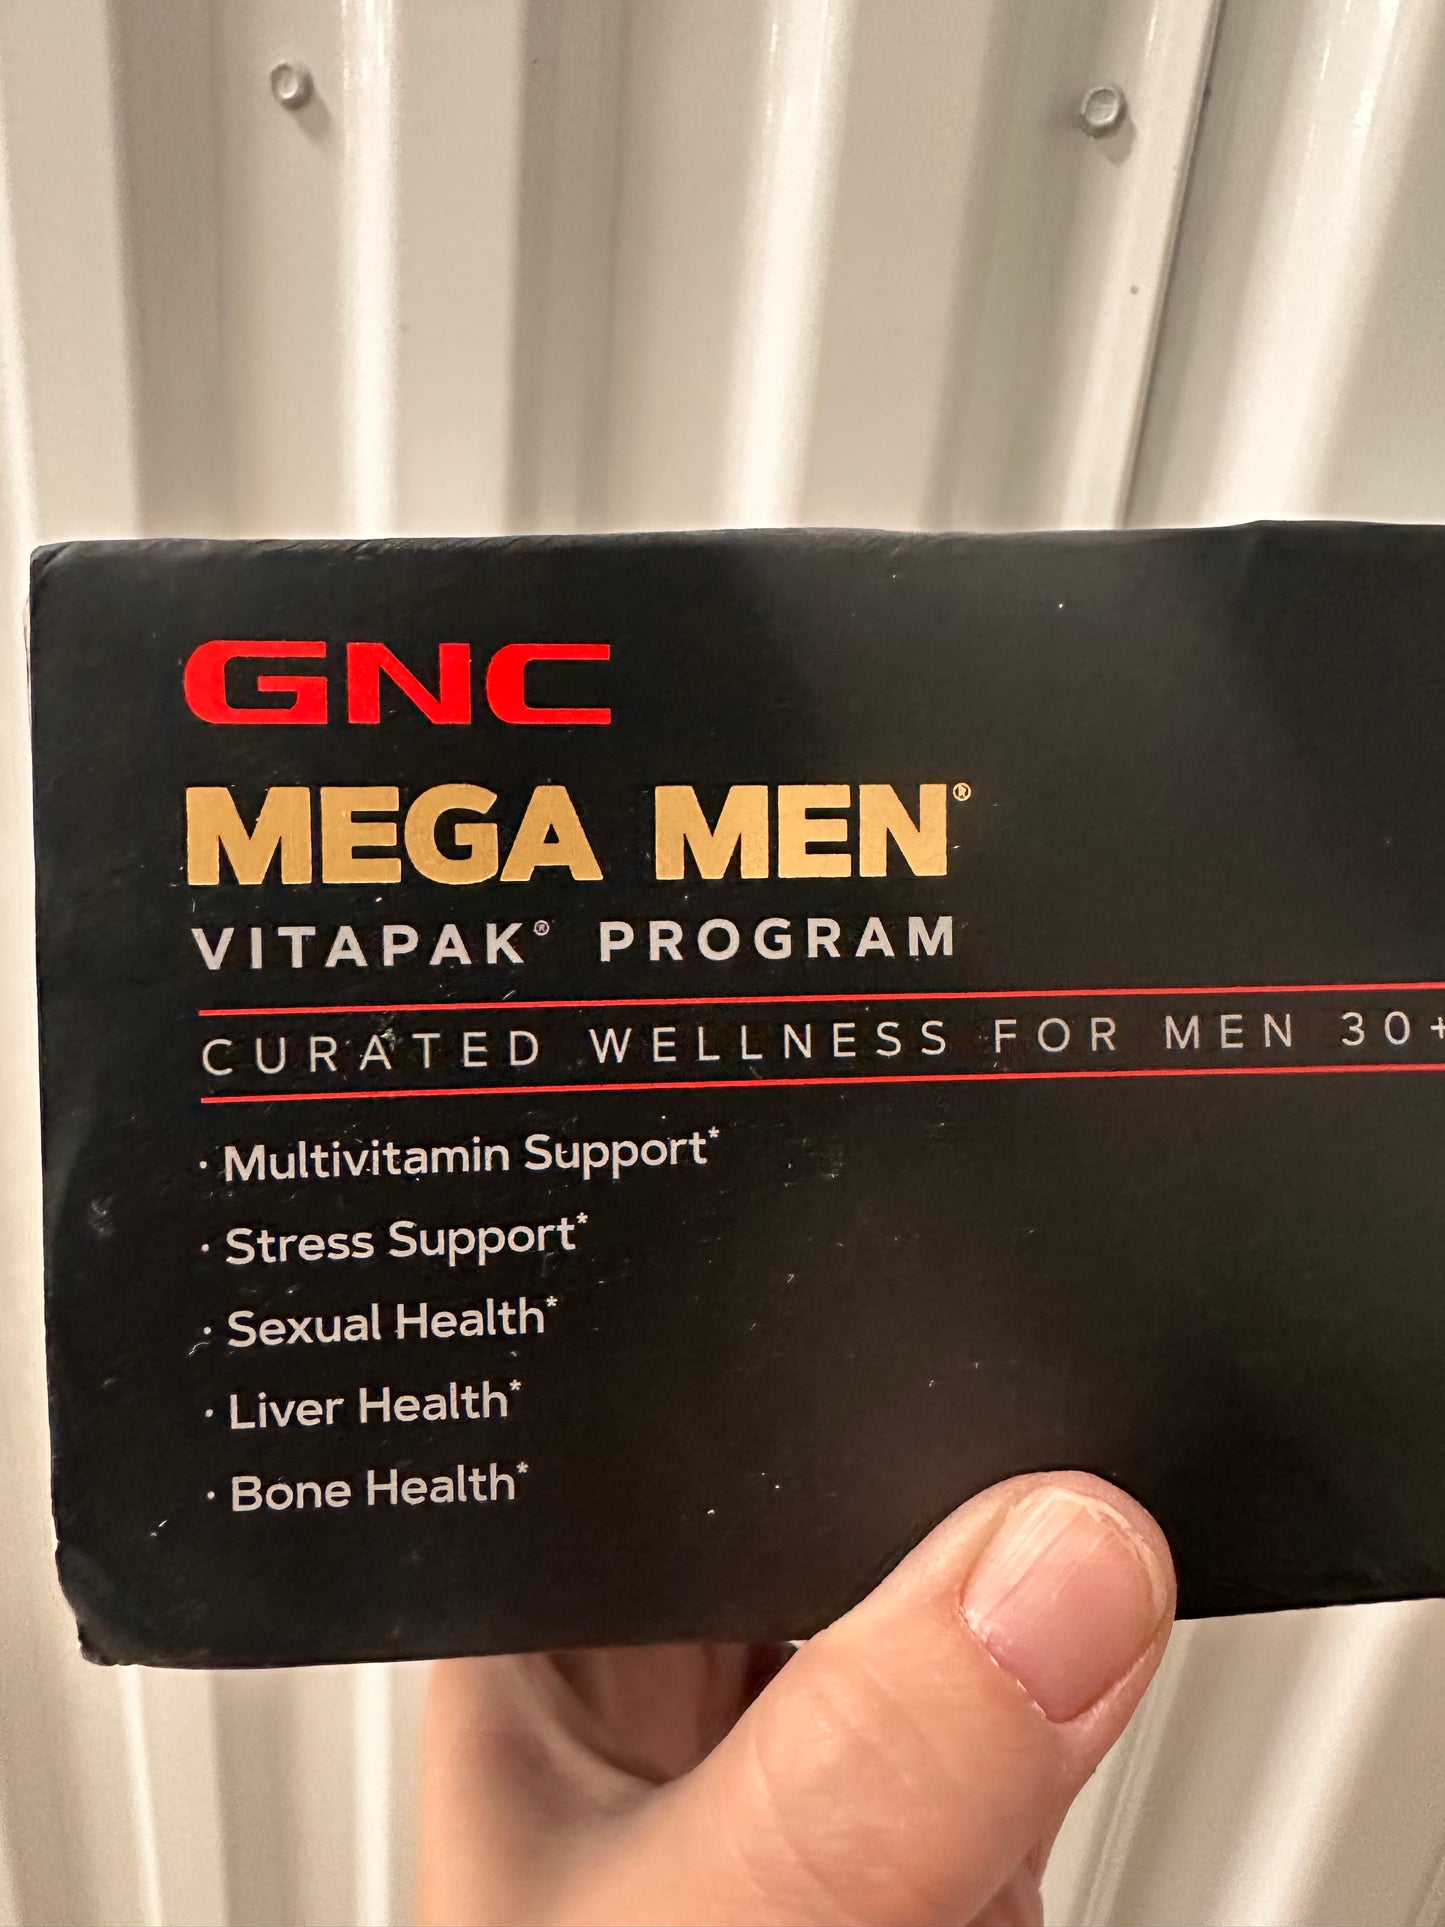 GNC
MEGA MEN®
VITAPAK® PROGRAM
CURATED WELLNESS FOR MEN 30+
· Multivitamin Support*
· Stress Support*
· Sexual Health*
· Liver Health*
· Bone Health*